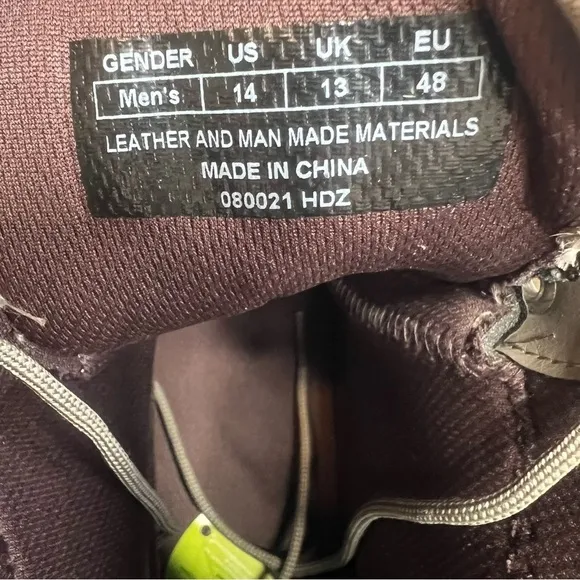 GENDER US UK EU
Men's 14 13 48
LEATHER AND MAN MADE MATERIALS
MADE IN CHINA
080021 HDZ